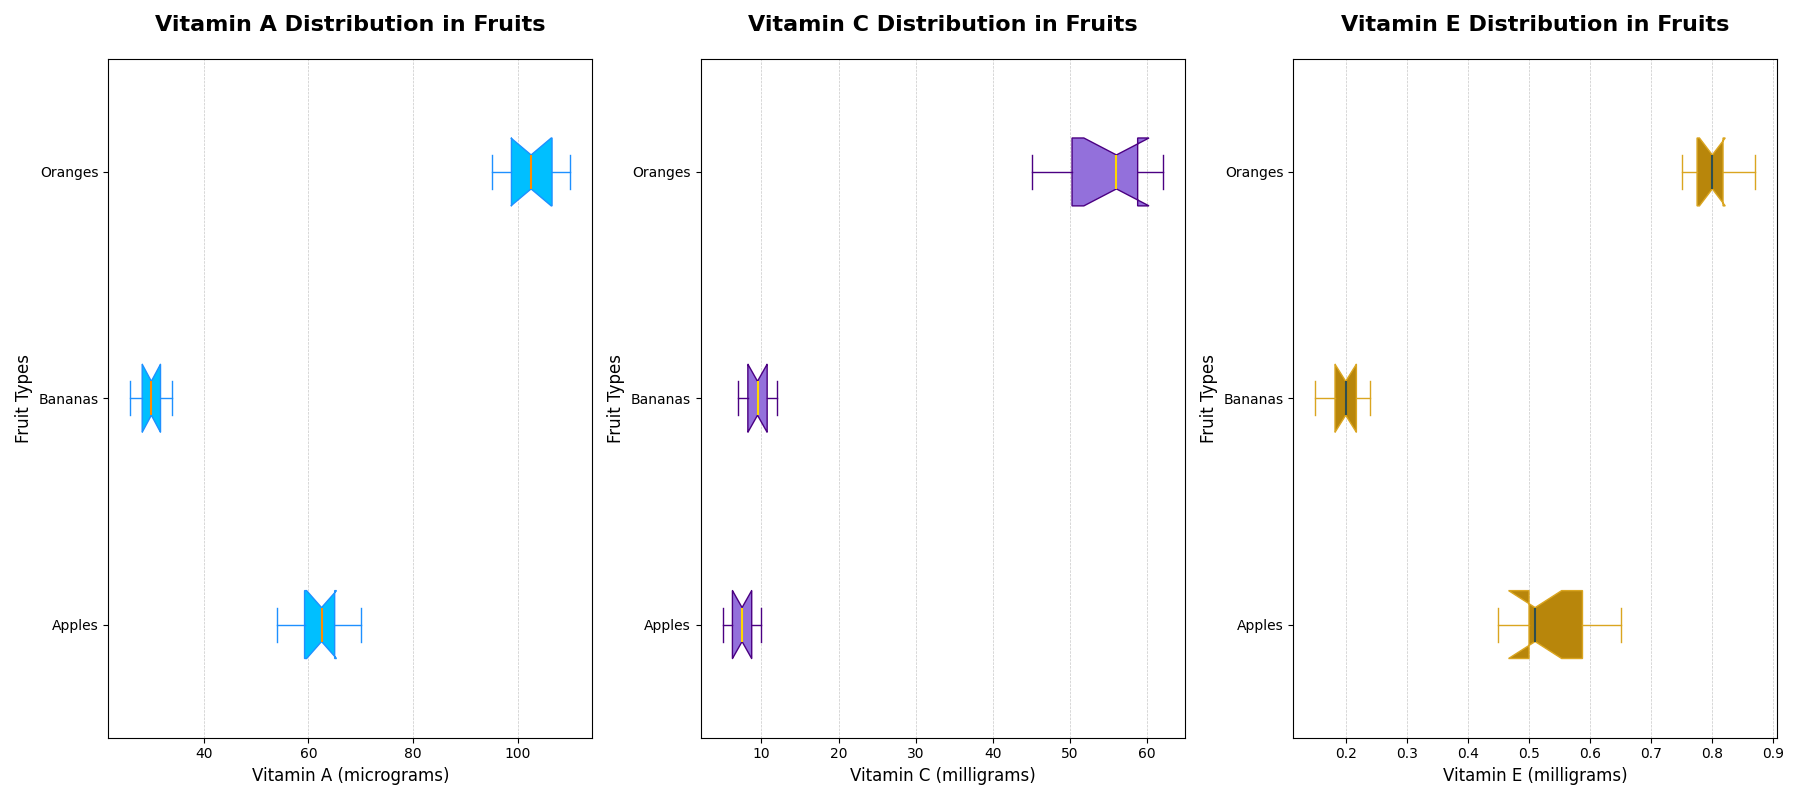 Vitamin A Distribution in Fruits
Fruit Types
Oranges
Bananas
Apples
40 60 80 100
Vitamin A (micrograms)
Vitamin C Distribution in Fruits
Fruit Types
Oranges
Bananas
Apples
10 20 30 40 50 60
Vitamin C (milligrams)
Vitamin E Distribution in Fruits
Fruit Types
Oranges
Bananas
Apples
0.2 0.3 0.4 0.5 0.6 0.7 0.8 0.9
Vitamin E (milligrams)